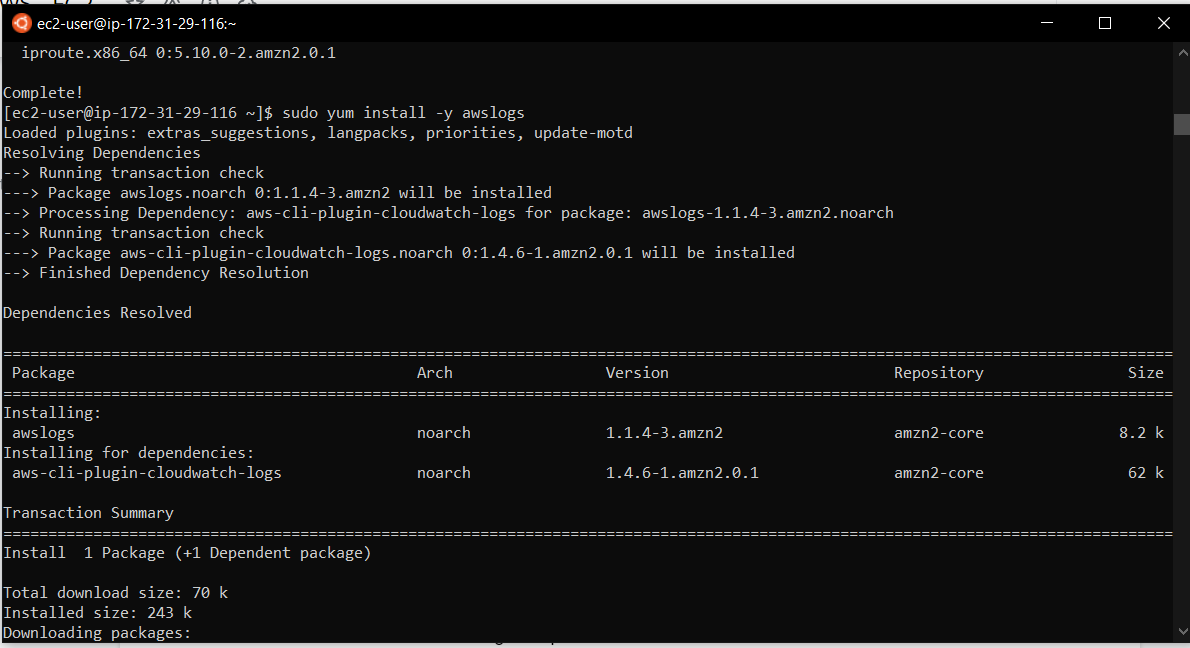 ec2-user@ip-172-31-29-116:~
iproute.x86_64 0:5.10.0-2.amzn2.0.1
Complete!
[ec2-user@ip-172-31-29-116 ~]$ sudo yum install -y awslogs
Loaded plugins: extras_suggestions, langpacks, priorities, update-motd
Resolving Dependencies
--> Running transaction check
---> Package awslogs.noarch 0:1.1.4-3.amzn2 will be installed
--> Processing Dependency: aws-cli-plugin-cloudwatch-logs for package: awslogs-1.1.4-3.amzn2.noarch
--> Running transaction check
---> Package aws-cli-plugin-cloudwatch-logs.noarch 0:1.4.6-1.amzn2.0.1 will be installed
--> Finished Dependency Resolution
Dependencies Resolved
================================================================================
Package Arch Version Repository Size
================================================================================
Installing:
awslogs noarch 1.1.4-3.amzn2 amzn2-core 8.2 k
Installing for dependencies:
aws-cli-plugin-cloudwatch-logs noarch 1.4.6-1.amzn2.0.1 amzn2-core 62 k
Transaction Summary
================================================================================
Install 1 Package (+1 Dependent package)
Total download size: 70 k
Installed size: 243 k
Downloading packages: